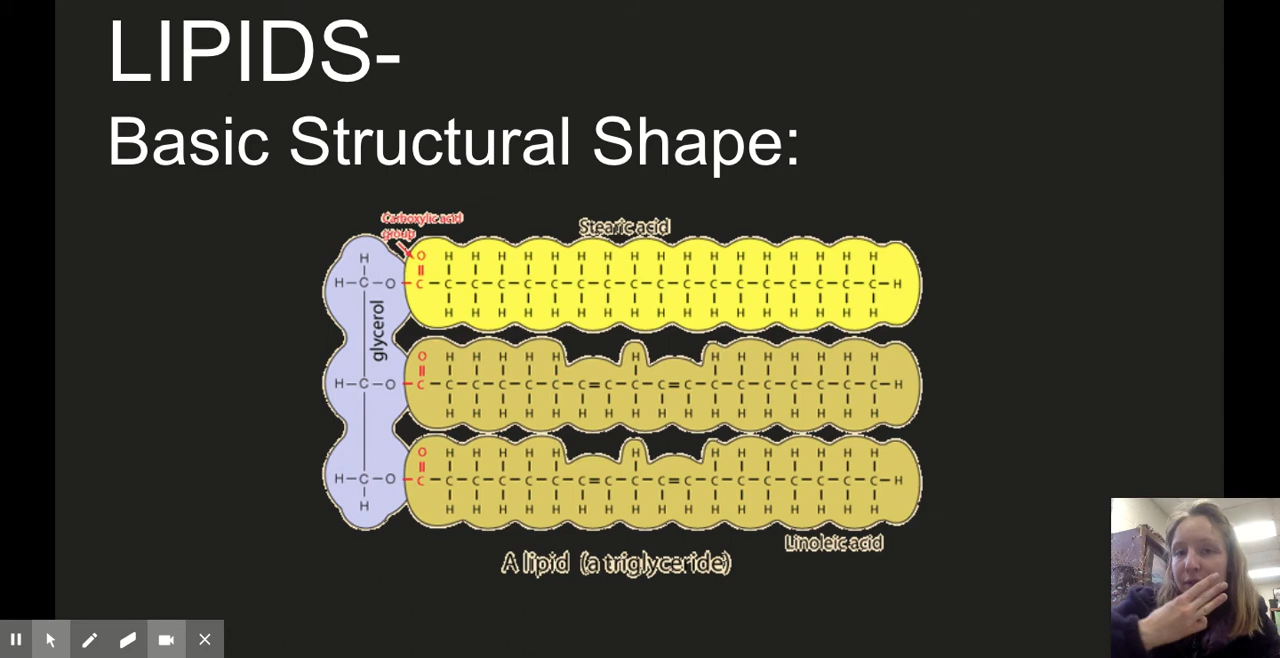 LIPIDS-
Basic Structural Shape:
Carboxylic acid
group
Stearic acid
O H H H H H H H H H H H H H H H H H
H
H-C-O-C-C-C-C-C-C-C-C-C-C-C-C-C-C-C-C-C-C-H
H H H H H H H H H H H H H H H H H
glycerol
O H H H H H H H H H H H H H
H-C-O-C-C-C-C-C-C=C-C-C=C-C-C-C-C-C-C-C-C-H
H H H H H H H H H H H H H H H H H
O H H H H H H H H H H H H H
H-C-O-C-C-C-C-C-C=C-C-C=C-C-C-C-C-C-C-C-C-H
H
H H H H H H H H H H H H H H H H H
Linoleic acid
A lipid (a triglyceride)